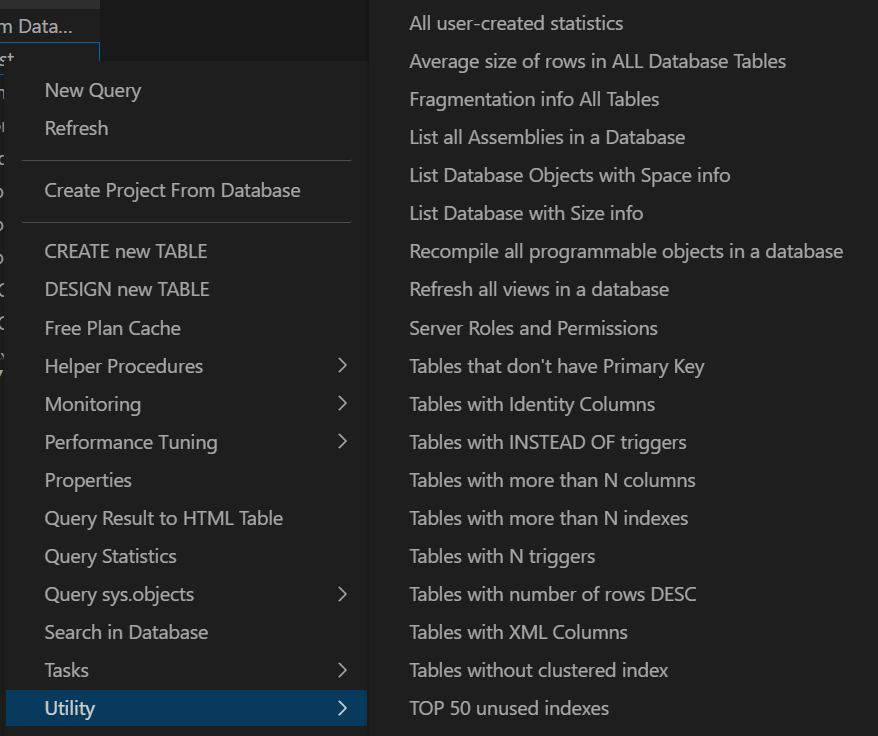 m Data...
New Query
Refresh
Create Project From Database
CREATE new TABLE
DESIGN new TABLE
Free Plan Cache
Helper Procedures
Monitoring
Performance Tuning
Properties
Query Result to HTML Table
Query Statistics
Query sys.objects
Search in Database
Tasks
Utility
All user-created statistics
Average size of rows in ALL Database Tables
Fragmentation info All Tables
List all Assemblies in a Database
List Database Objects with Space info
List Database with Size info
Recompile all programmable objects in a database
Refresh all views in a database
Server Roles and Permissions
Tables that don't have Primary Key
Tables with Identity Columns
Tables with INSTEAD OF triggers
Tables with more than N columns
Tables with more than N indexes
Tables with N triggers
Tables with number of rows DESC
Tables with XML Columns
Tables without clustered index
TOP 50 unused indexes